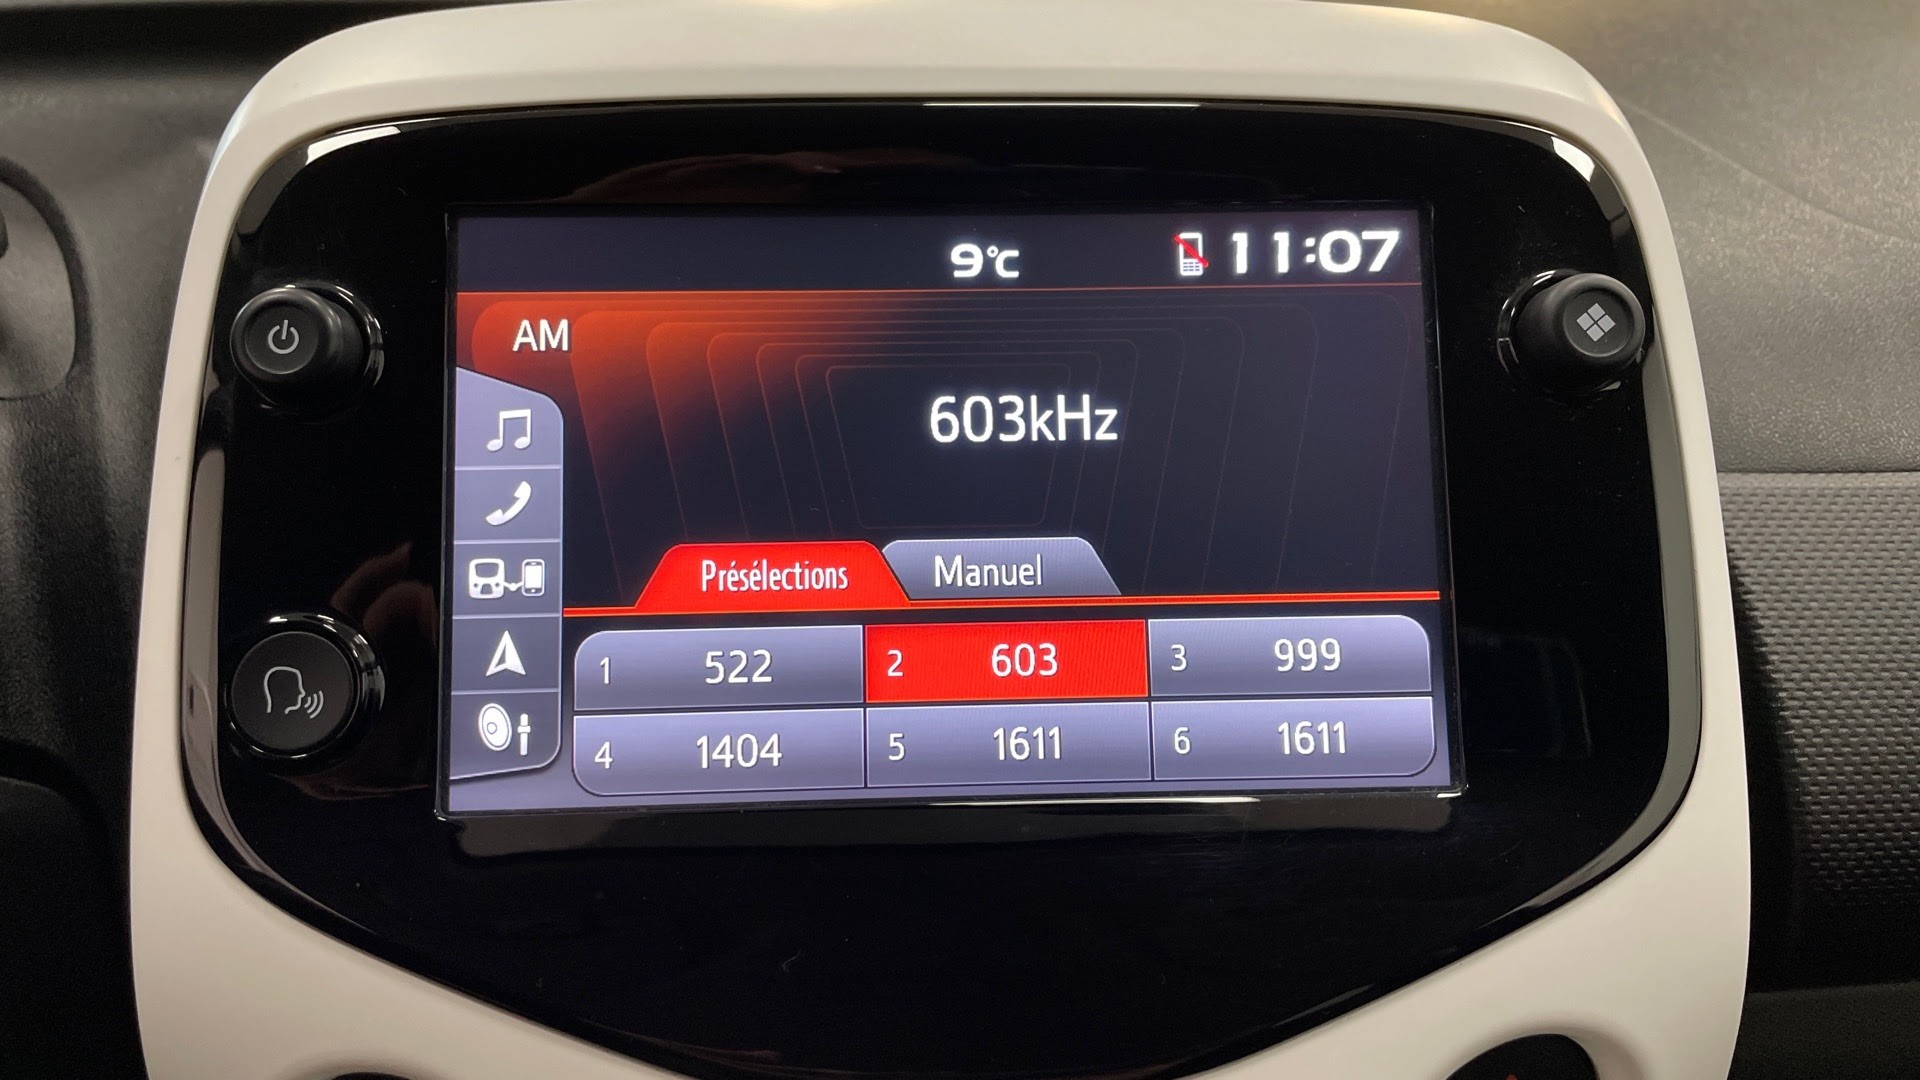 9°C 11:07
AM
603kHz
Présélections Manuel
1 522 2 603 3 999
4 1404 5 1611 6 1611